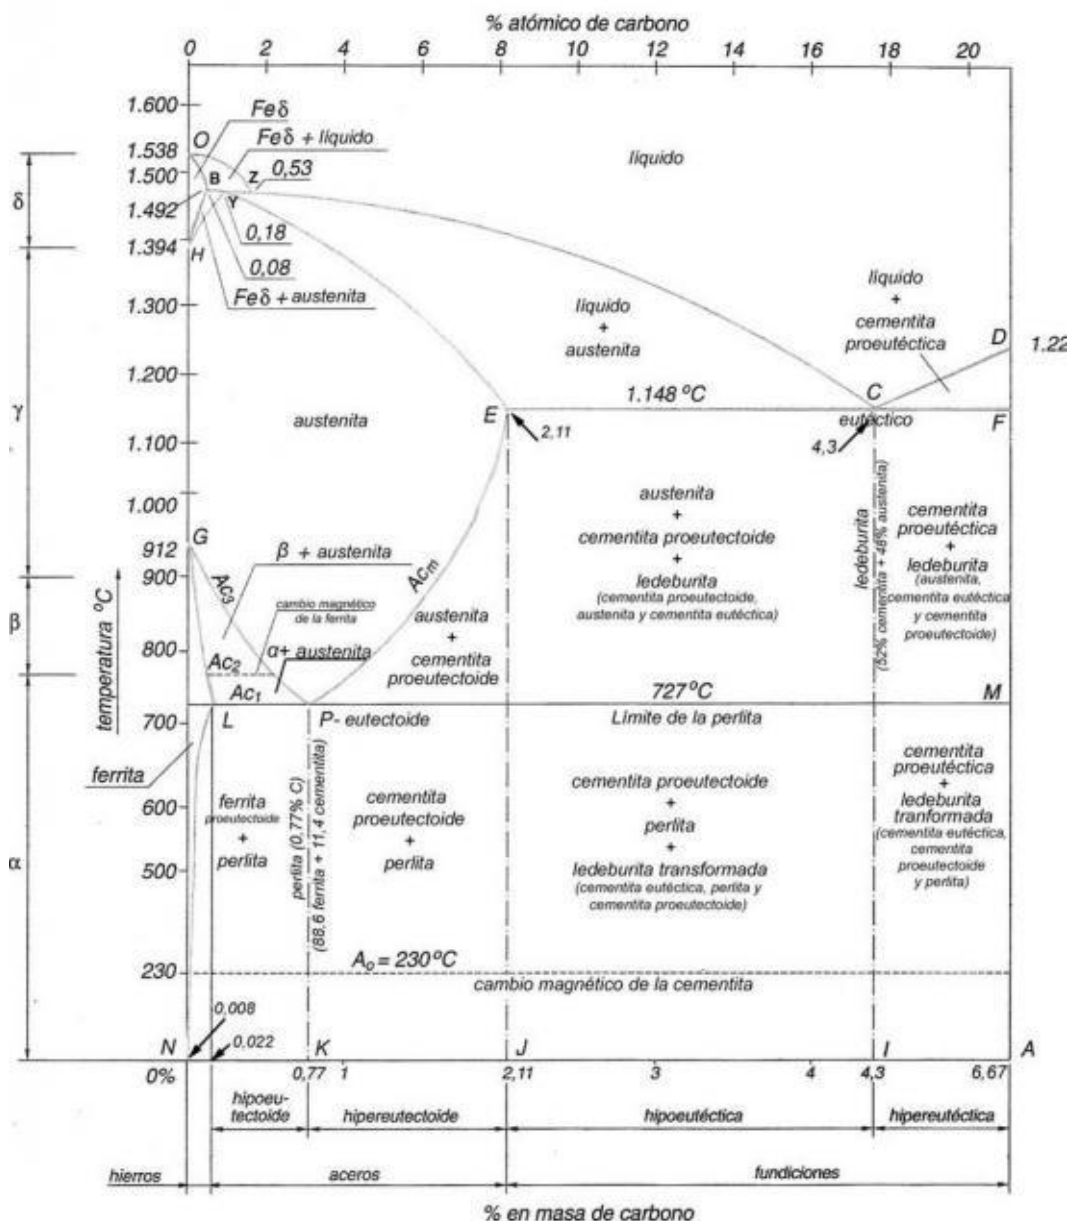 % atómico de carbono
0 2 4 6 8 10 12 14 16 18 20
1.600
Feδ
O
Feδ + líquido
líquido
1.538
1.500
B
Z
0,53
δ
1.492
Y
1.394
0,18
H
0,08
Feδ + austenita
líquido
+
cementita
proeutéctica
1.300
líquido
+
austenita
D
1.22
1.200
1.148 ºC
C
γ
E
eutéctico
F
austenita
2,11
4,3
1.100
1.000
austenita
+
cementita proeutectoide
+
ledeburita
(cementita proeutectoide,
austenita y cementita eutéctica)
ledeburita
(52% cementita + 48% austenita)
cementita
proeutéctica
+
ledeburita
(austenita,
cementita eutéctica
y cementita
proeutectoide)
G
912
β + austenita
900
Ac3
Acm
temperatura ºC
cambio magnético
de la ferrita
austenita
+
cementita
proeutectoide
β
800
α+ austenita
Ac2
Ac1
727ºC
M
700
L
P- eutectoide
Límite de la perlita
ferrita
cementita
proeutéctica
+
ledeburita
tranformada
(cementita eutéctica,
cementita
proeutectoide
y perlita)
600
ferrita
proeutectoide
+
perlita
perlita (0,77% C)
(88,6 ferrita + 11,4 cementita)
cementita
proeutectoide
+
perlita
cementita proeutectoide
+
perlita
+
ledeburita transformada
(cementita eutéctica, perlita y
cementita proeutectoide)
α
500
230
Ao = 230ºC
cambio magnético de la cementita
0,008
0,022
N K J I A
0% 0,77 1 2,11 3 4 4,3 6,67
hipoeu-
tectoide
hipereutectoide
hipoeutéctica
hipereutéctica
hierros
aceros
fundiciones
% en masa de carbono